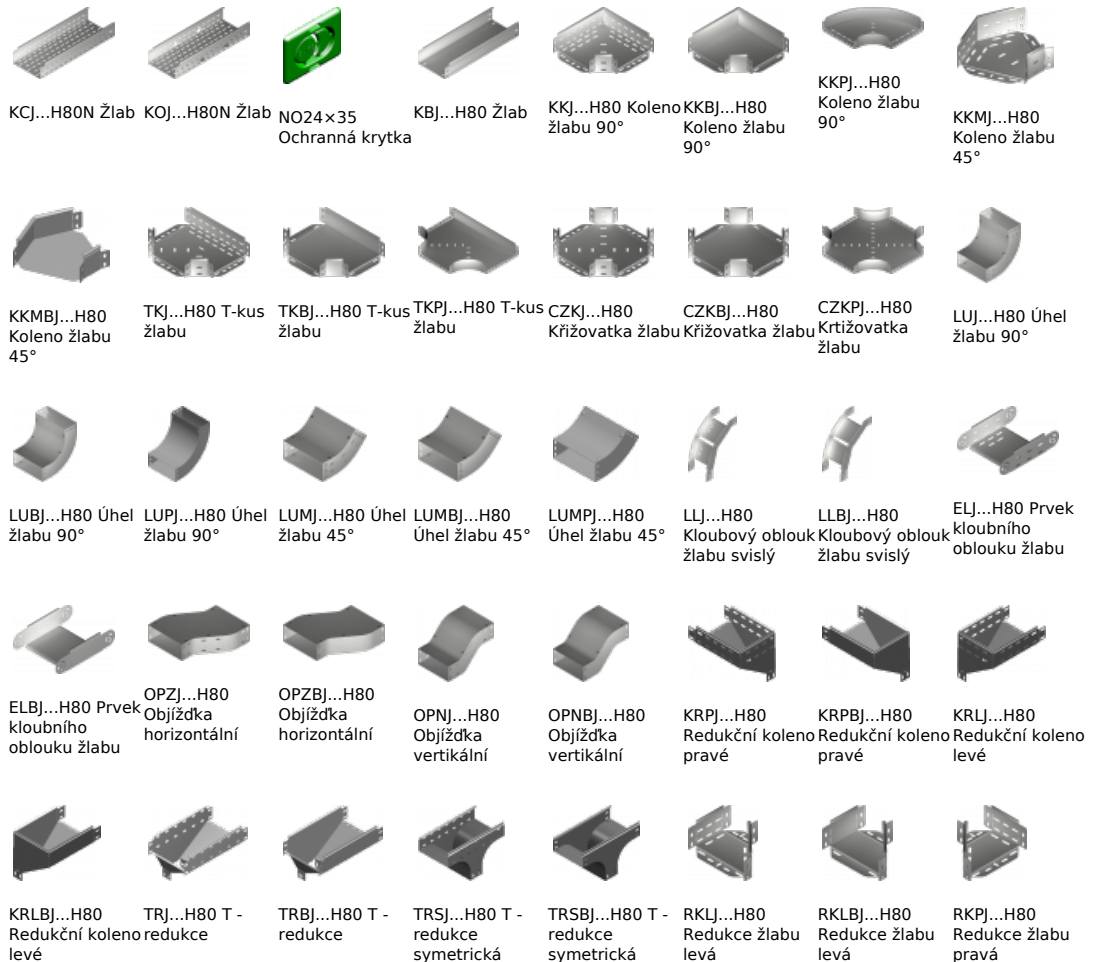 KCJ...H80N Žlab
KOJ...H80N Žlab
NO24×35
Ochranná krytka
KBJ...H80 Žlab
KKJ...H80 Koleno
žlabu 90°
KKBJ...H80
Koleno žlabu
90°
KKPJ...H80
Koleno žlabu
90°
KKMJ...H80
Koleno žlabu
45°
KKMBJ...H80
Koleno žlabu
45°
TKJ...H80 T-kus
žlabu
TKBJ...H80 T-kus
žlabu
TKPJ...H80 T-kus
žlabu
CZKJ...H80
Křižovatka žlabu
CZKBJ...H80
Křižovatka žlabu
CZKPJ...H80
Krtižovatka
žlabu
LUJ...H80 Úhel
žlabu 90°
LUBJ...H80 Úhel
žlabu 90°
LUPJ...H80 Úhel
žlabu 90°
LUMJ...H80 Úhel
žlabu 45°
LUMBJ...H80
Úhel žlabu 45°
LUMPJ...H80
Úhel žlabu 45°
LLJ...H80
Kloubový oblouk
žlabu svislý
LLBJ...H80
Kloubový oblouk
žlabu svislý
ELJ...H80 Prvek
kloubního
oblouku žlabu
ELBJ...H80 Prvek
kloubního
oblouku žlabu
OPZJ...H80
Objížďka
horizontální
OPZBJ...H80
Objížďka
horizontální
OPNJ...H80
Objížďka
vertikální
OPNBJ...H80
Objížďka
vertikální
KRPJ...H80
Redukční koleno
pravé
KRPBJ...H80
Redukční koleno
pravé
KRLJ...H80
Redukční koleno
levé
KRLBJ...H80
Redukční koleno
levé
TRJ...H80 T -
redukce
TRBJ...H80 T -
redukce
TRSJ...H80 T -
redukce
symetrická
TRSBJ...H80 T -
redukce
symetrická
RKLJ...H80
Redukce žlabu
levá
RKLBJ...H80
Redukce žlabu
levá
RKPJ...H80
Redukce žlabu
pravá